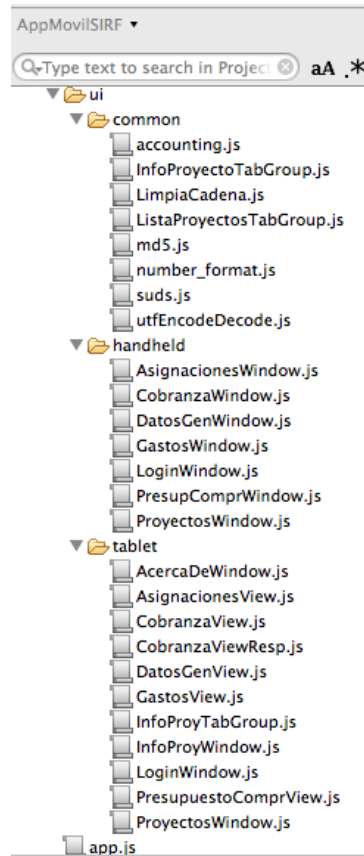 AppMovilSIRF
Type text to search in Project aA .*
ui
common
accounting.js
InfoProyectoTabGroup.js
LimpiaCadena.js
ListaProyectosTabGroup.js
md5.js
number_format.js
suds.js
utfEncodeDecode.js
handheld
AsignacionesWindow.js
CobranzaWindow.js
DatosGenWindow.js
GastosWindow.js
LoginWindow.js
PresupComprWindow.js
ProyectosWindow.js
tablet
AcercaDeWindow.js
AsignacionesView.js
CobranzaView.js
CobranzaViewResp.js
DatosGenView.js
GastosView.js
InfoProyTabGroup.js
InfoProyWindow.js
LoginWindow.js
PresupuestoComprView.js
ProyectosWindow.js
app.js